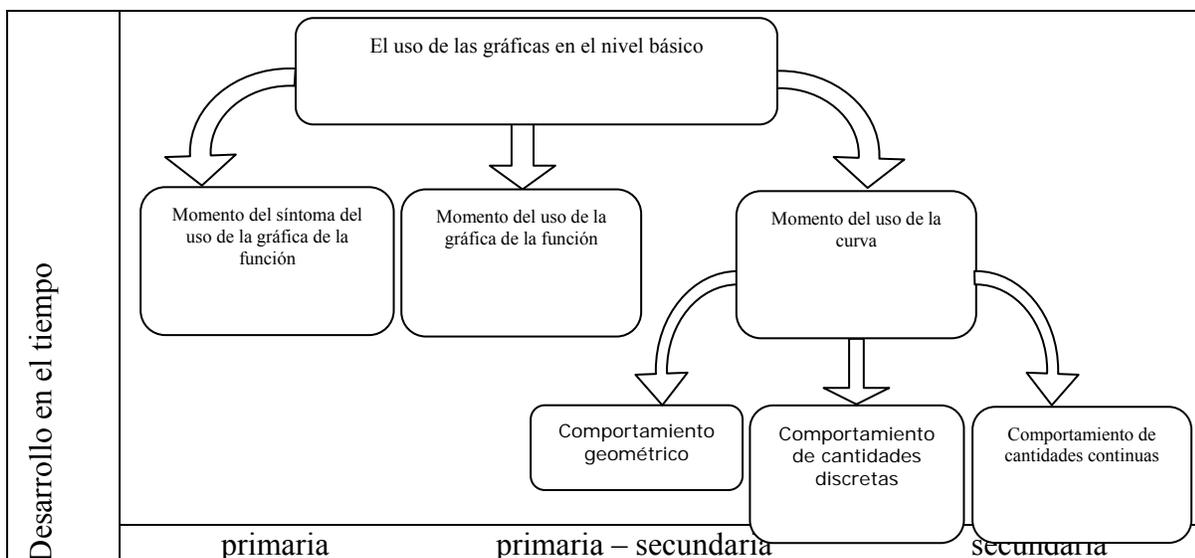 El uso de las gráficas en el nivel básico
Momento del síntoma del
uso de la gráfica de la
función
Momento del uso de la
gráfica de la función
Momento del uso de la
curva
Comportamiento
geométrico
Comportamiento
de cantidades
discretas
Comportamiento de
cantidades continuas
Desarrollo en el tiempo
primaria
primaria – secundaria
secundaria